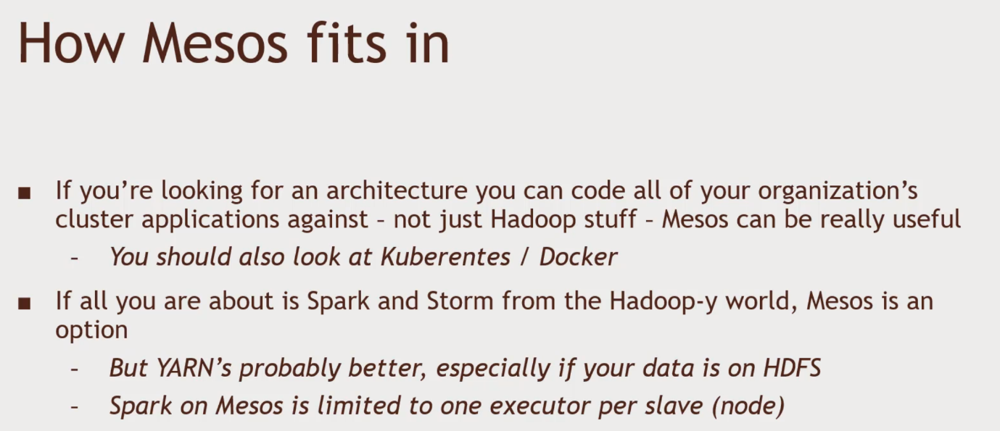 How Mesos fits in
■ If you’re looking for an architecture you can code all of your organization’s
cluster applications against – not just Hadoop stuff – Mesos can be really useful
– You should also look at Kuberentes / Docker
■ If all you are about is Spark and Storm from the Hadoop-y world, Mesos is an
option
– But YARN’s probably better, especially if your data is on HDFS
– Spark on Mesos is limited to one executor per slave (node)